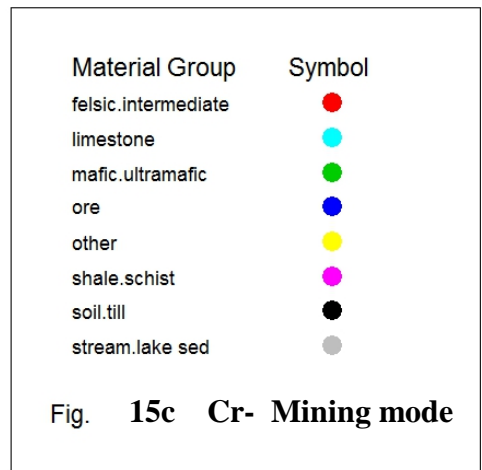 Material Group Symbol
felsic.intermediate
limestone
mafic.ultramafic
ore
other
shale.schist
soil.till
stream.lake sed
Fig. 15c Cr- Mining mode